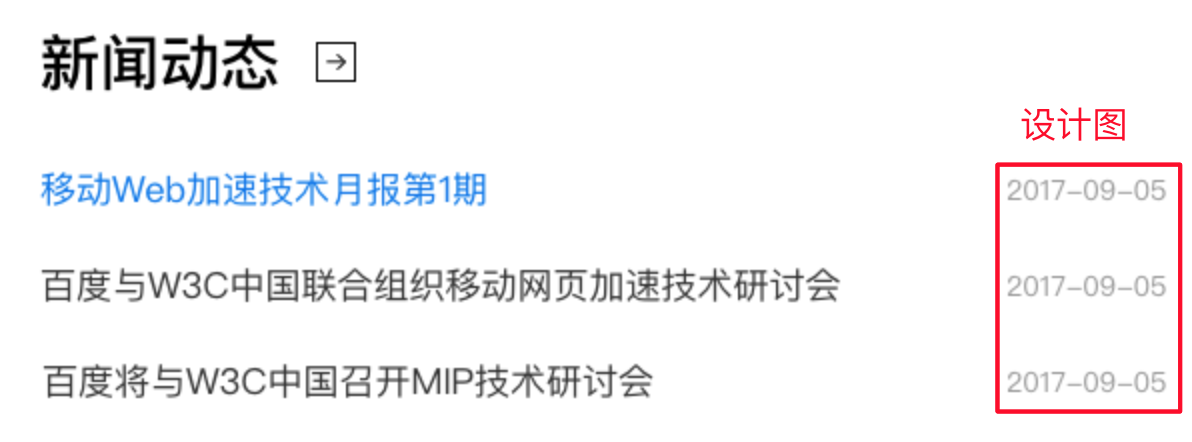 新闻动态
设计图
移动Web加速技术月报第1期 2017-09-05
百度与W3C中国联合组织移动网页加速技术研讨会 2017-09-05
百度将与W3C中国召开MIP技术研讨会 2017-09-05